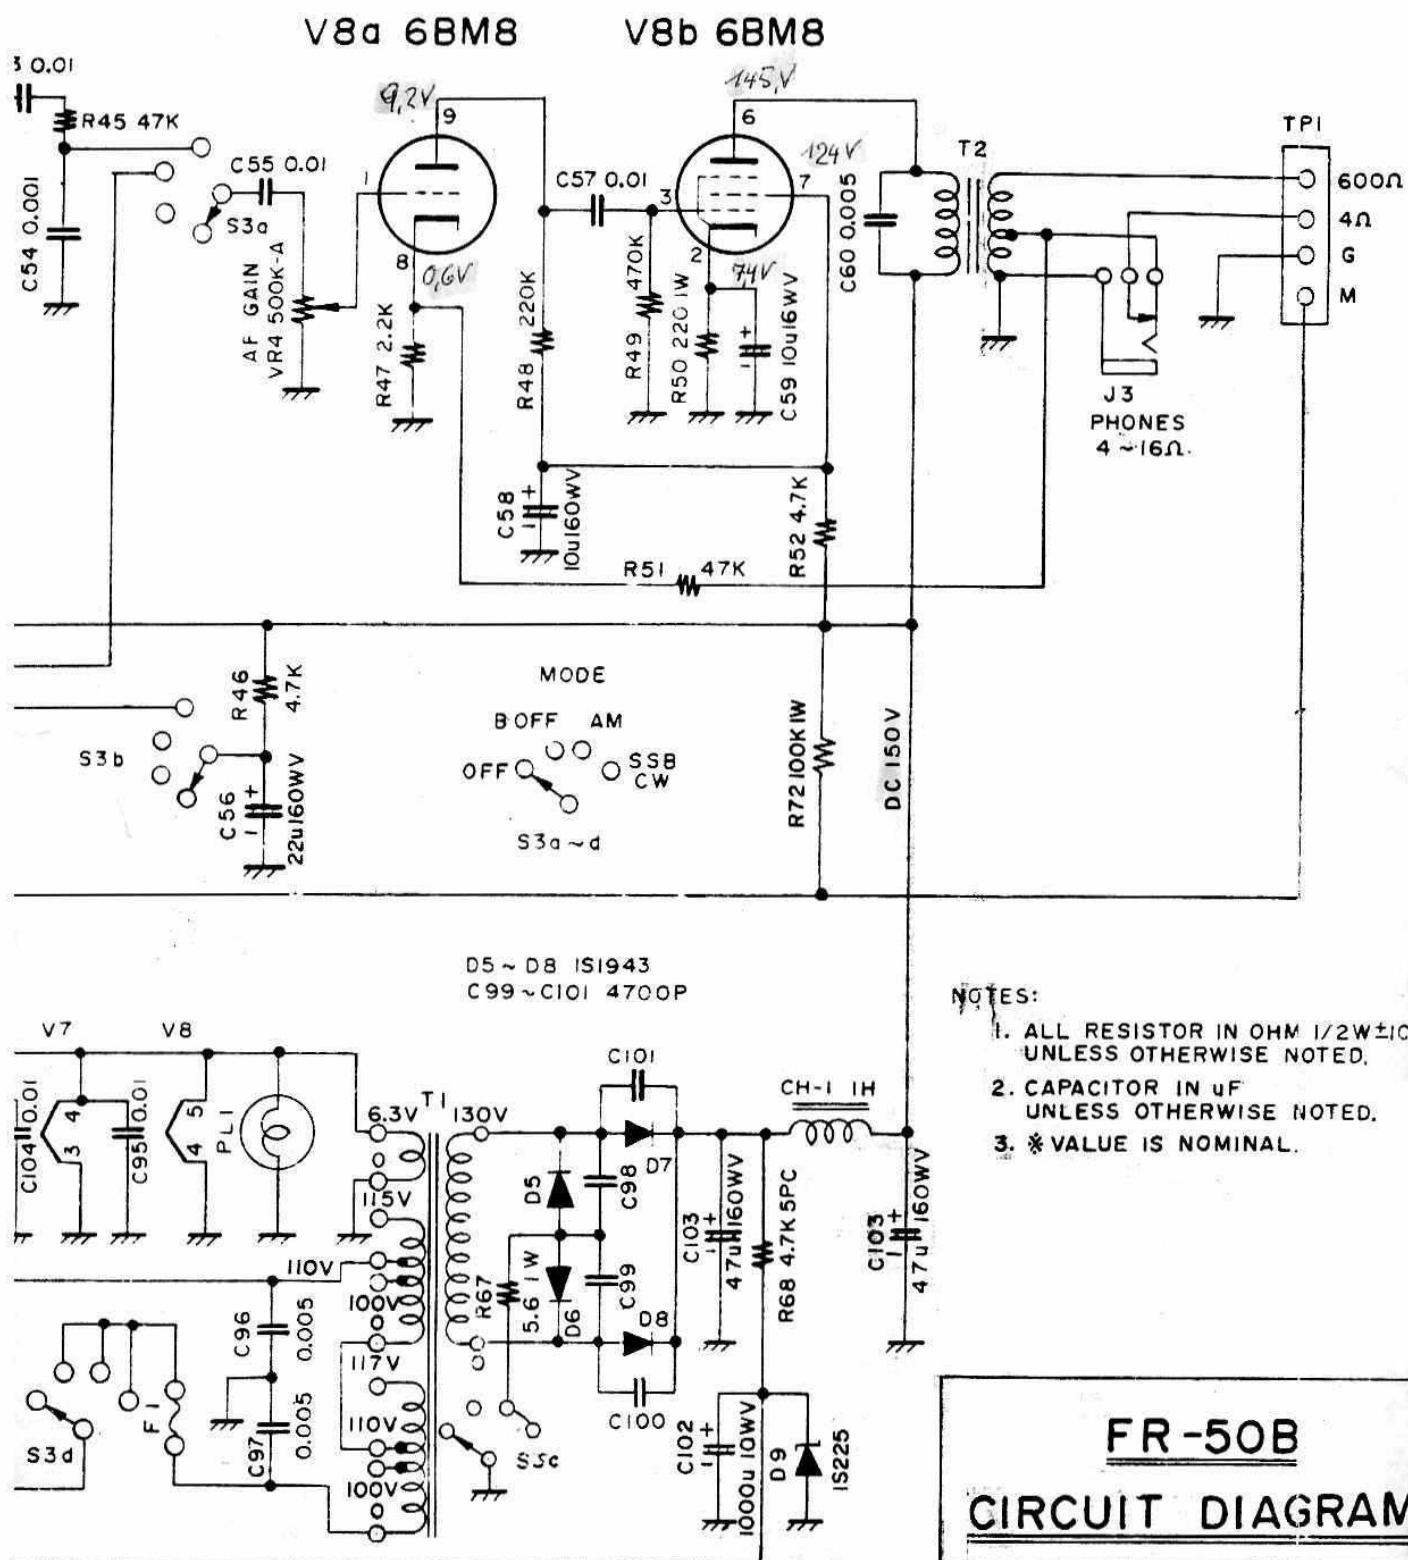 V8a 6BM8
V8b 6BM8
3 0.01
R45 47K
C54 0.001
C55 0.01
S3a
AF GAIN
VR4 500K-A
9,2V
9
1
8
0,6V
R47 2.2K
R48 220K
C57 0.01
145,V
6
124V
7
3
2
7,4V
R49 470K
R50 220 1W
C59 10u16WV
+
C60 0.005
T2
TP1
600Ω
4Ω
G
M
J3
PHONES
4~16Ω.
C58
+
10u160WV
R52 4.7K
R51 47K
R46
4.7K
S3b
C56
+
22u160WV
MODE
B OFF AM
OFF
SSB
CW
S3a~d
R72 100K 1W
DC 150V
D5~D8 1S1943
C99~C101 4700P
NOTES:
1. ALL RESISTOR IN OHM 1/2W±10
UNLESS OTHERWISE NOTED.
2. CAPACITOR IN uF
UNLESS OTHERWISE NOTED.
3. ※ VALUE IS NOMINAL.
V7
V8
C104 0.01
4
3
C95 0.01
5
4
PL1
6.3V
T1
130V
115V
110V
100V
117V
110V
100V
C101
D7
D5
C98
R67
5.6 1W
D6
C99
D8
C100
S3c
CH-1 1H
C103
+
47u160WV
R68 4.7K 5PC
C103
+
47u 160WV
C96
0.005
C97
0.005
F1
S3d
C102
+
1000u 10WV
D9
1S225
FR-50B
CIRCUIT DIAGRAM